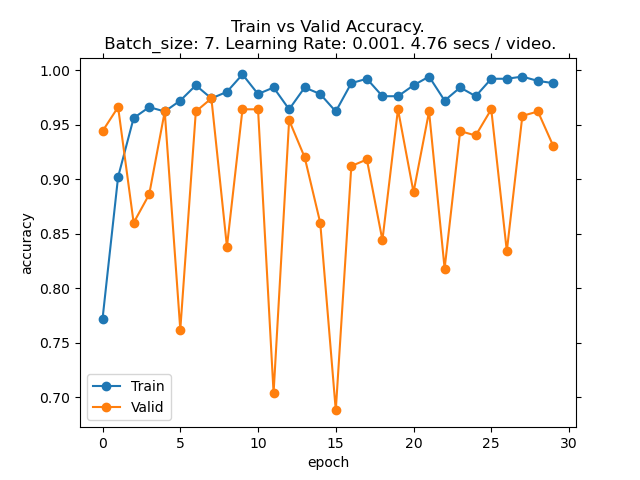 Train vs Valid Accuracy.
Batch_size: 7. Learning Rate: 0.001. 4.76 secs / video.
1.00
0.95
0.90
0.85
0.80
0.75
0.70
accuracy
Train
Valid
0 5 10 15 20 25 30
epoch